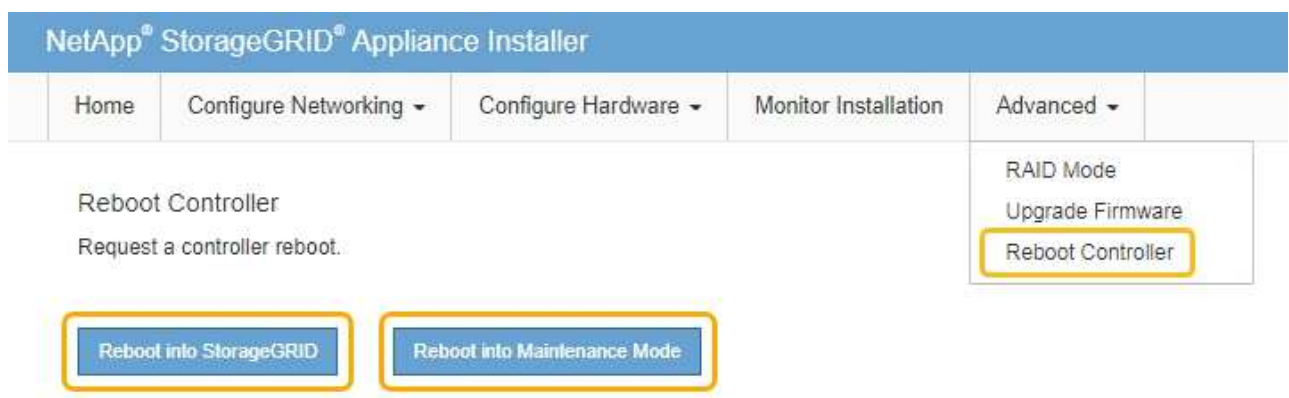 NetApp® StorageGRID® Appliance Installer
Home Configure Networking Configure Hardware Monitor Installation Advanced
RAID Mode
Upgrade Firmware
Reboot Controller
Reboot Controller
Request a controller reboot.
Reboot into StorageGRID Reboot into Maintenance Mode